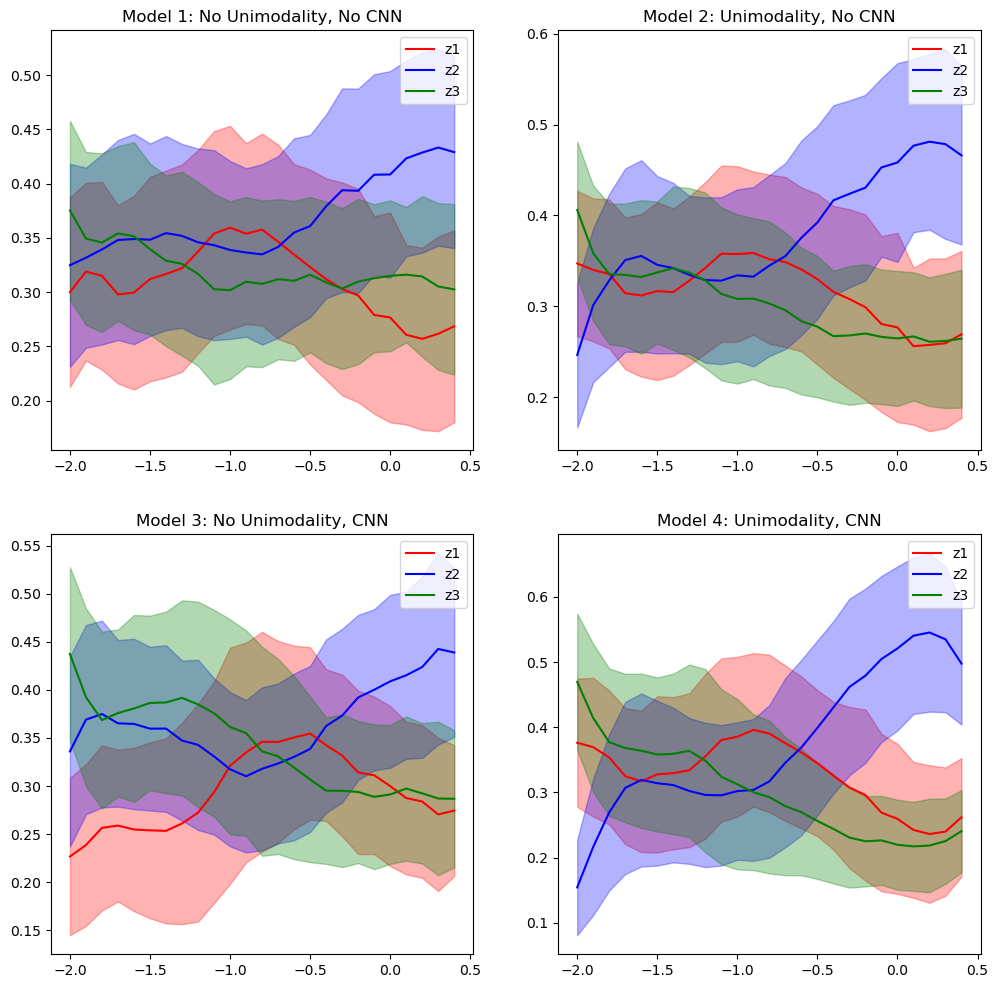 Model 1: No Unimodality, No CNN
z1
z2
z3
0.50
0.45
0.40
0.35
0.30
0.25
0.20
−2.0 −1.5 −1.0 −0.5 0.0 0.5
Model 2: Unimodality, No CNN
z1
z2
z3
0.6
0.5
0.4
0.3
0.2
−2.0 −1.5 −1.0 −0.5 0.0 0.5
Model 3: No Unimodality, CNN
z1
z2
z3
0.55
0.50
0.45
0.40
0.35
0.30
0.25
0.20
0.15
−2.0 −1.5 −1.0 −0.5 0.0 0.5
Model 4: Unimodality, CNN
z1
z2
z3
0.6
0.5
0.4
0.3
0.2
0.1
−2.0 −1.5 −1.0 −0.5 0.0 0.5